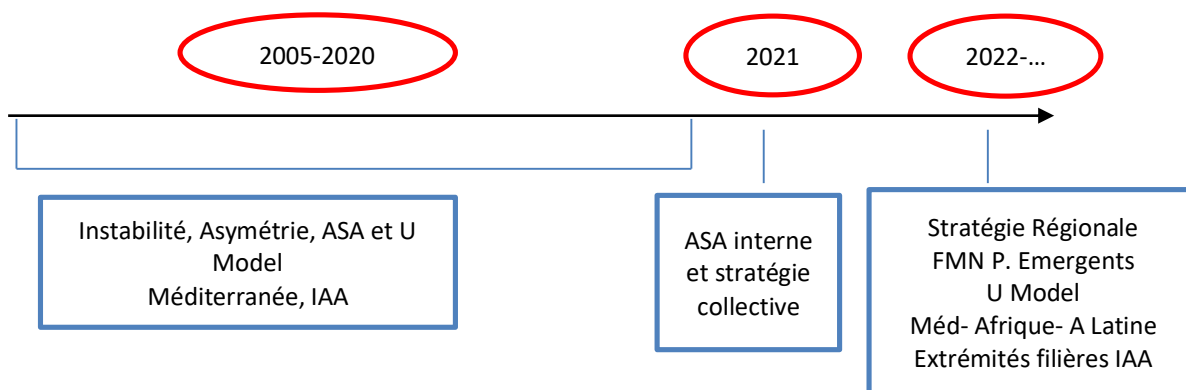 2005-2020
2021
2022-...
Instabilité, Asymétrie, ASA et U
Model
Méditerranée, IAA
ASA interne
et stratégie
collective
Stratégie Régionale
FMN P. Emergents
U Model
Méd- Afrique- A Latine
Extrémités filières IAA